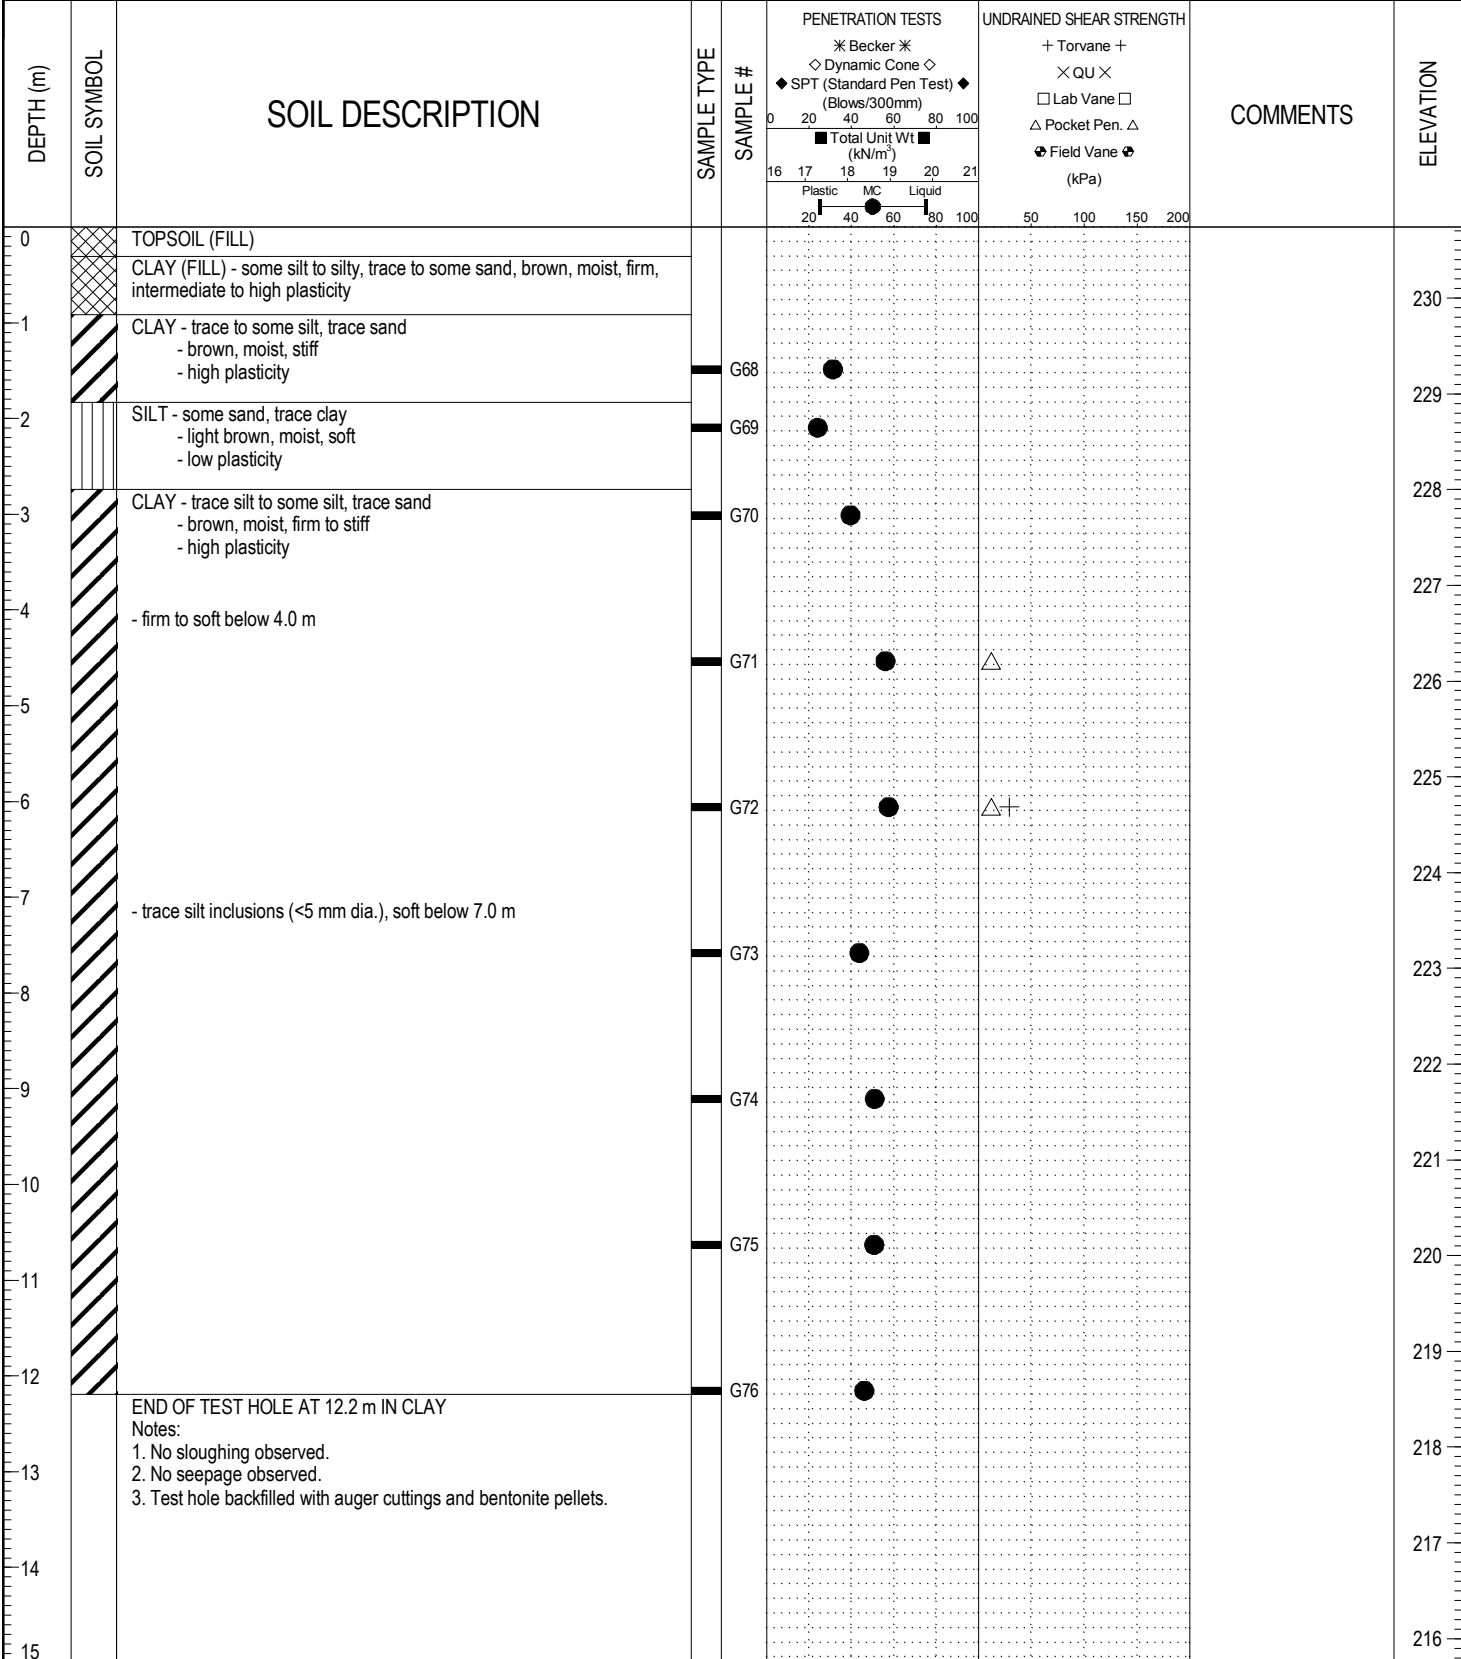 DEPTH (m)
SOIL SYMBOL
SOIL DESCRIPTION
SAMPLE TYPE
SAMPLE #
PENETRATION TESTS
Becker
Dynamic Cone
SPT (Standard Pen Test)
(Blows/300mm)
0 20 40 60 80 100
Total Unit Wt
(kN/m³)
16 17 18 19 20 21
Plastic MC Liquid
20 40 60 80 100
UNDRAINED SHEAR STRENGTH
+ Torvane +
× QU ×
□ Lab Vane □
△ Pocket Pen. △
Field Vane
(kPa)
50 100 150 200
COMMENTS
ELEVATION
0
TOPSOIL (FILL)
CLAY (FILL) - some silt to silty, trace to some sand, brown, moist, firm,
intermediate to high plasticity
230
1
CLAY - trace to some silt, trace sand
- brown, moist, stiff
- high plasticity
G68
229
2
SILT - some sand, trace clay
- light brown, moist, soft
- low plasticity
G69
228
3
CLAY - trace silt to some silt, trace sand
- brown, moist, firm to stiff
- high plasticity
G70
227
4
- firm to soft below 4.0 m
G71
226
5
225
6
G72
224
7
- trace silt inclusions (<5 mm dia.), soft below 7.0 m
G73
223
8
222
9
G74
221
10
G75
220
11
219
12
G76
END OF TEST HOLE AT 12.2 m IN CLAY
Notes:
1. No sloughing observed.
2. No seepage observed.
3. Test hole backfilled with auger cuttings and bentonite pellets.
218
13
217
14
216
15